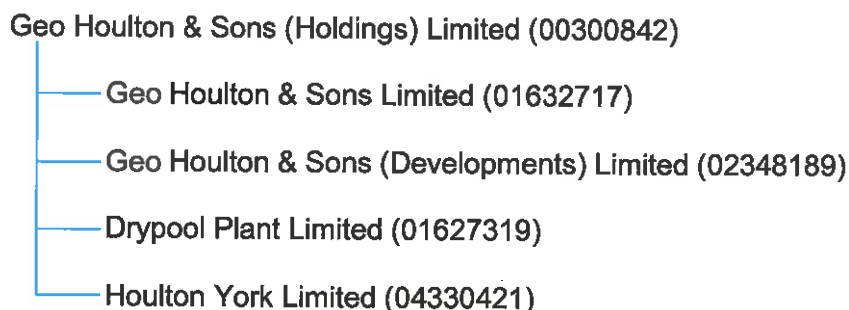 Geo Houlton & Sons (Holdings) Limited (00300842)
Geo Houlton & Sons Limited (01632717)
Geo Houlton & Sons (Developments) Limited (02348189)
Drypool Plant Limited (01627319)
Houlton York Limited (04330421)